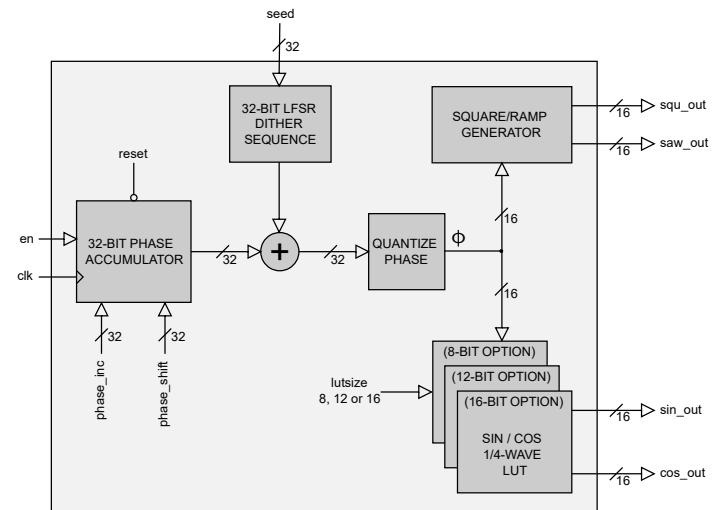 seed
32
32-BIT LFSR
DITHER
SEQUENCE
SQUARE/RAMP
GENERATOR
16
squ_out
16
saw_out
reset
en
clk
32-BIT PHASE
ACCUMULATOR
32
+
32
QUANTIZE
PHASE
ϕ
16
16
32
32
phase_inc
phase_shift
lutsize
8, 12 or 16
(8-BIT OPTION)
(12-BIT OPTION)
(16-BIT OPTION)
SIN / COS
1/4-WAVE
LUT
16
sin_out
16
cos_out